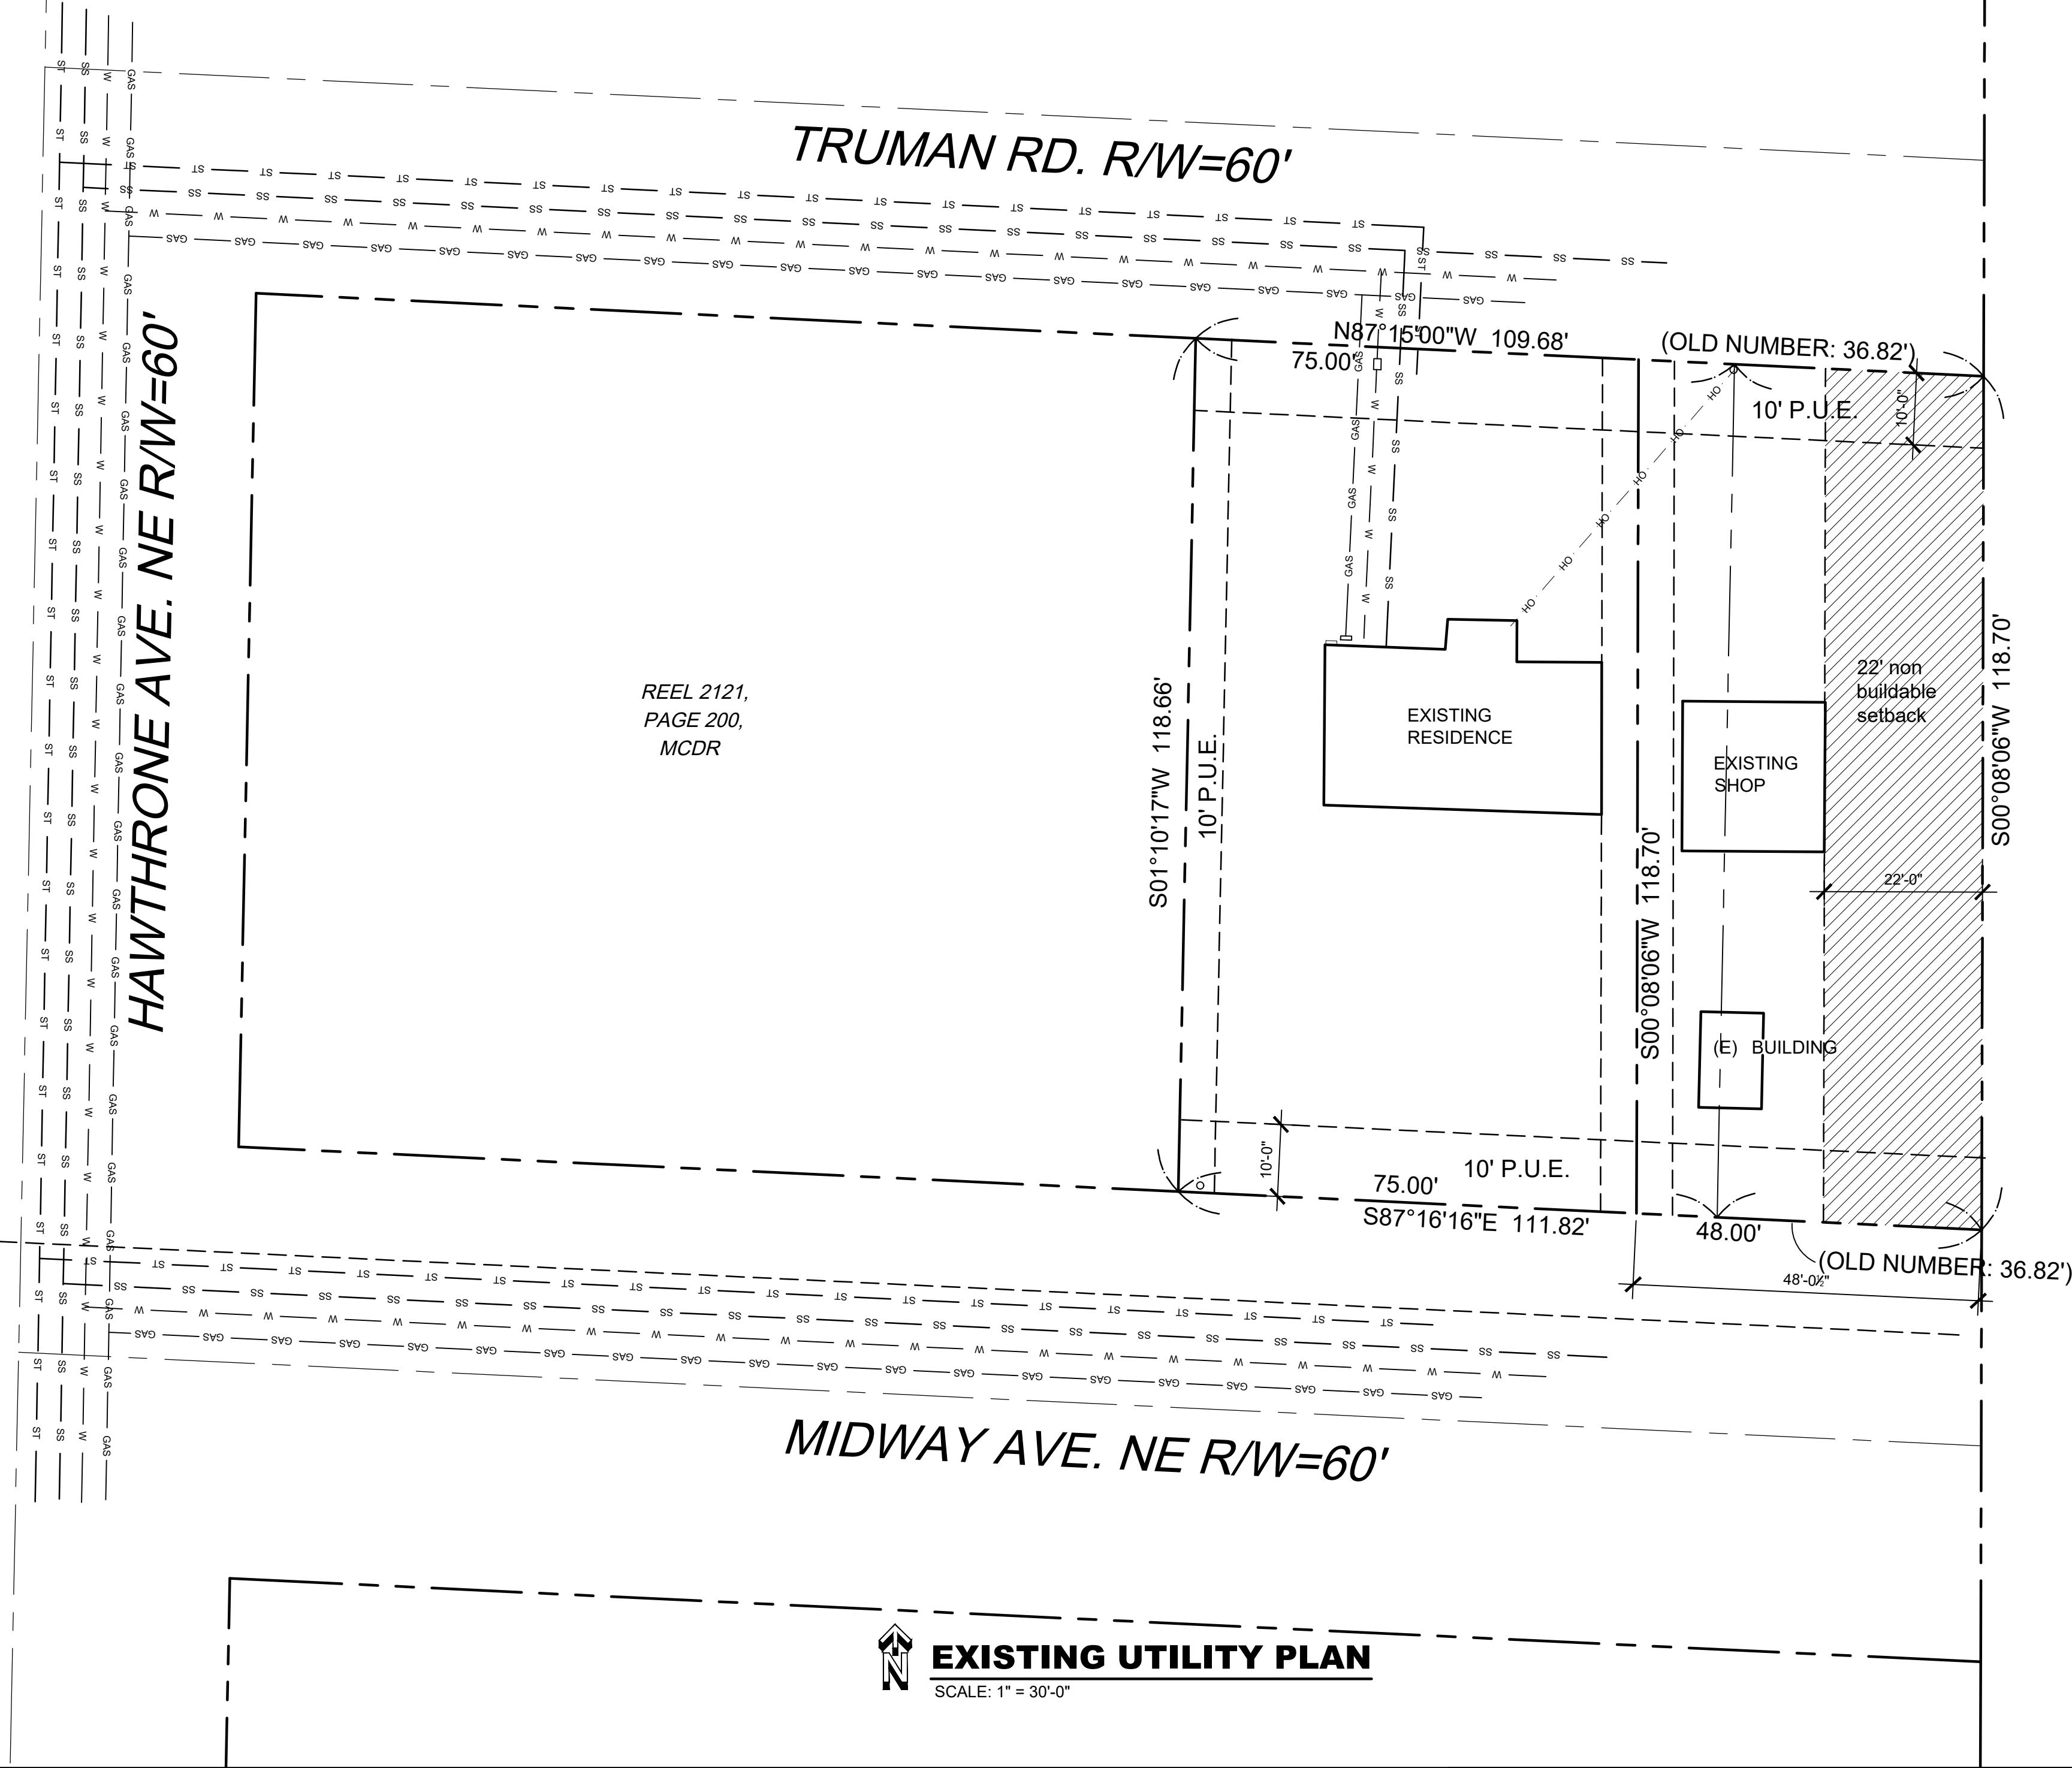 TRUMAN RD. R/W=60'
HAWTHRONE AVE. NE R/W=60'
N87°15'00"W 109.68'
75.00'
(OLD NUMBER: 36.82')
10' P.U.E.
10'-0"
REEL 2121,
PAGE 200,
MCDR
S01°10'17"W 118.66'
10' P.U.E.
EXISTING
RESIDENCE
EXISTING
SHOP
22' non
buildable
setback
S00°08'06"W 118.70'
22'-0"
S00°08'06"W 118.70'
(E) BUILDING
10'-0"
10' P.U.E.
75.00'
S87°16'16"E 111.82'
48.00'
(OLD NUMBER: 36.82')
48'-0½"
ST
SS
W
GAS
OH
MIDWAY AVE. NE R/W=60'
N
EXISTING UTILITY PLAN
SCALE: 1" = 30'-0"